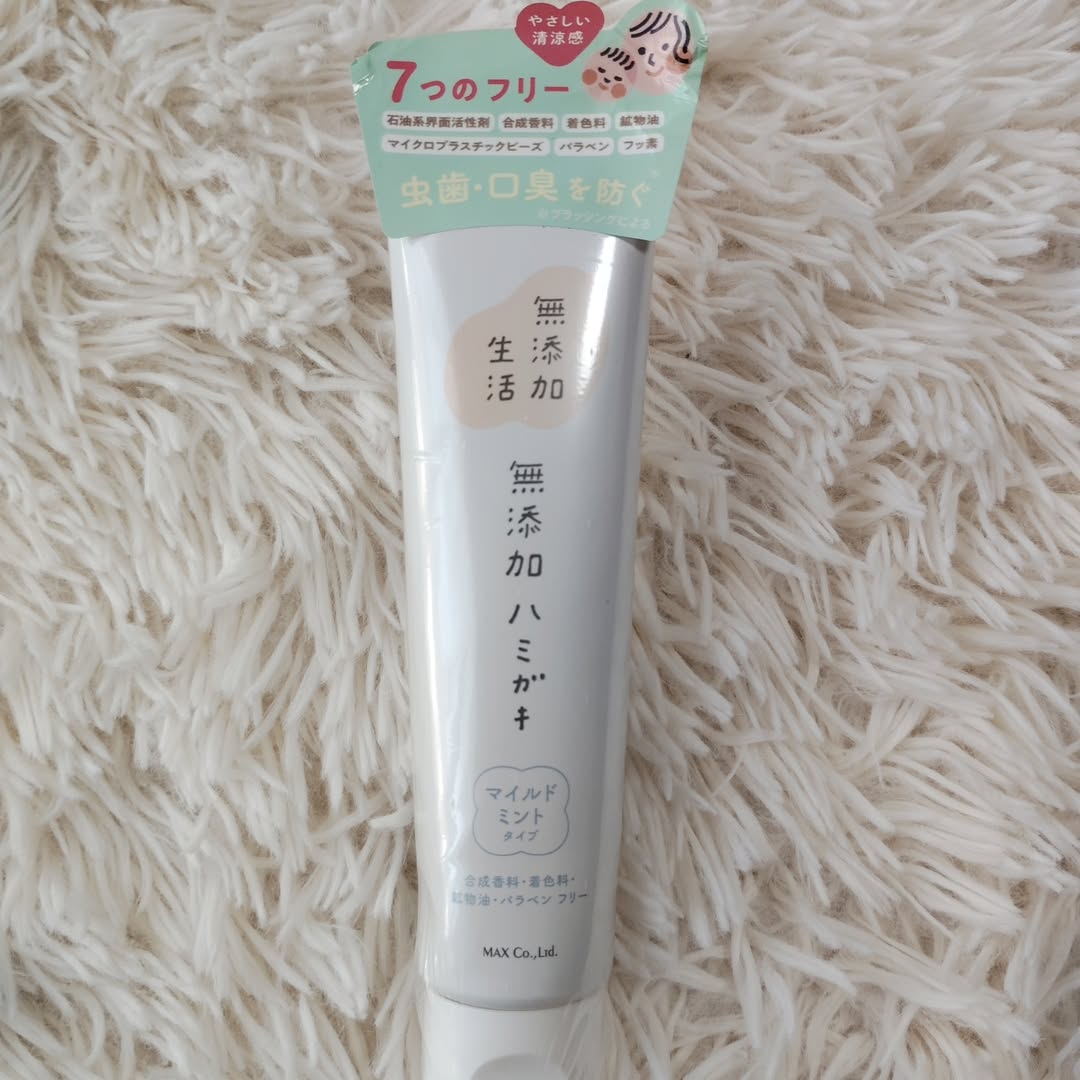 やさしい
清涼感
7つのフリー
石油系界面活性剤 合成香料 着色料 鉱物油
マイクロプラスチックビーズ パラベン フッ素
虫歯・口臭を防ぐ※
※ブラッシングによる
無添加
生活
無添加ハミガキ
マイルド
ミント
タイプ
合成香料・着色料・
鉱物油・パラベン フリー
MAX Co.,Ltd.